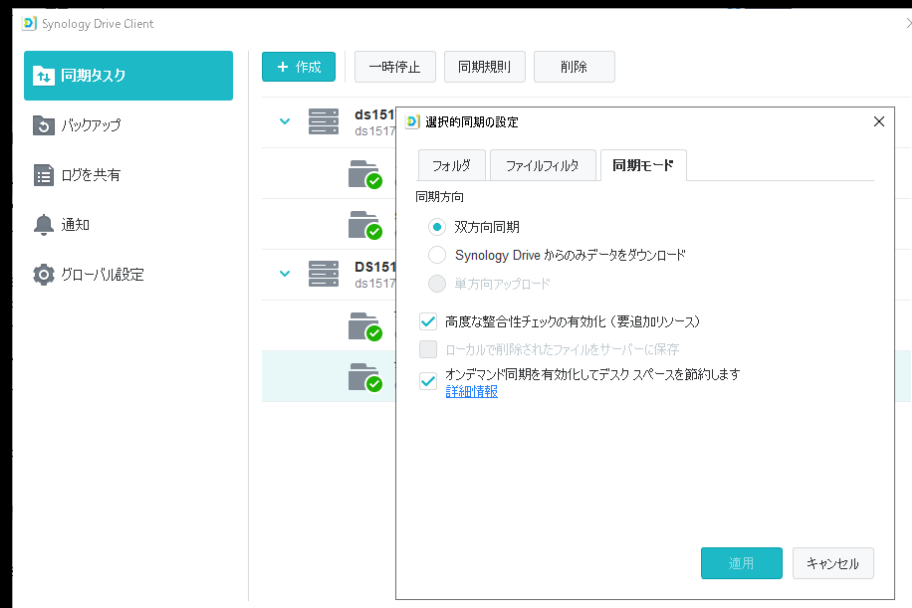 Synology Drive Client
同期タスク
バックアップ
ログを共有
通知
グローバル設定
+ 作成
一時停止
同期規則
削除
ds151
ds1517
DS151
ds1517
選択的同期の設定
フォルダ
ファイルフィルタ
同期モード
同期方向
双方向同期
Synology Drive からのみデータをダウンロード
単方向アップロード
高度な整合性チェックの有効化（要追加リソース）
ローカルで削除されたファイルをサーバーに保存
オンデマンド同期を有効化してデスク スペースを節約します
詳細情報
適用
キャンセル